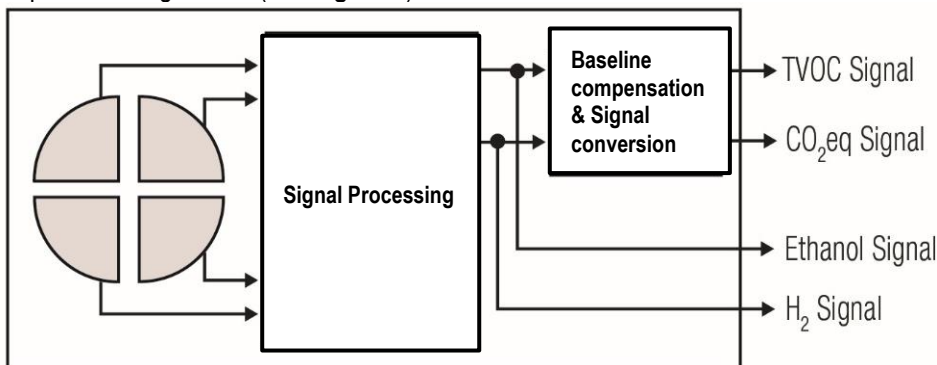 Baseline
compensation
& Signal
conversion
Signal Processing
TVOC Signal
CO₂eq Signal
Ethanol Signal
H₂ Signal